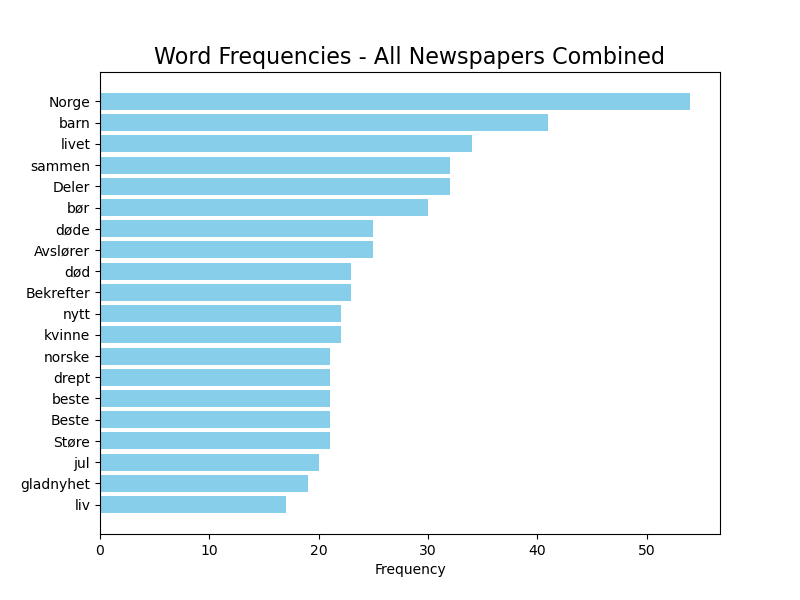 Word Frequencies - All Newspapers Combined
Norge
barn
livet
sammen
Deler
bør
døde
Avslører
død
Bekrefter
nytt
kvinne
norske
drept
beste
Beste
Støre
jul
gladnyhet
liv
0 10 20 30 40 50
Frequency